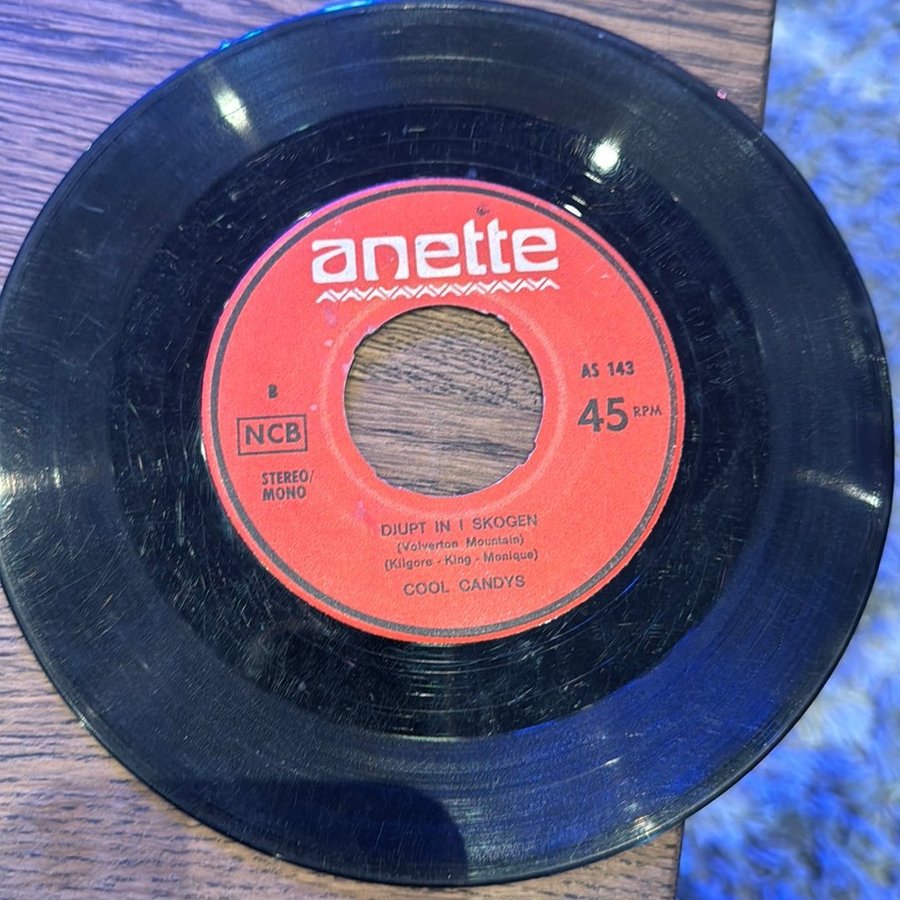 anette
B
NCB
STEREO/
MONO
AS 143
45 RPM
DJUPT IN I SKOGEN
(Volverton Mountain)
(Kilgore - King - Monique)
COOL CANDYS